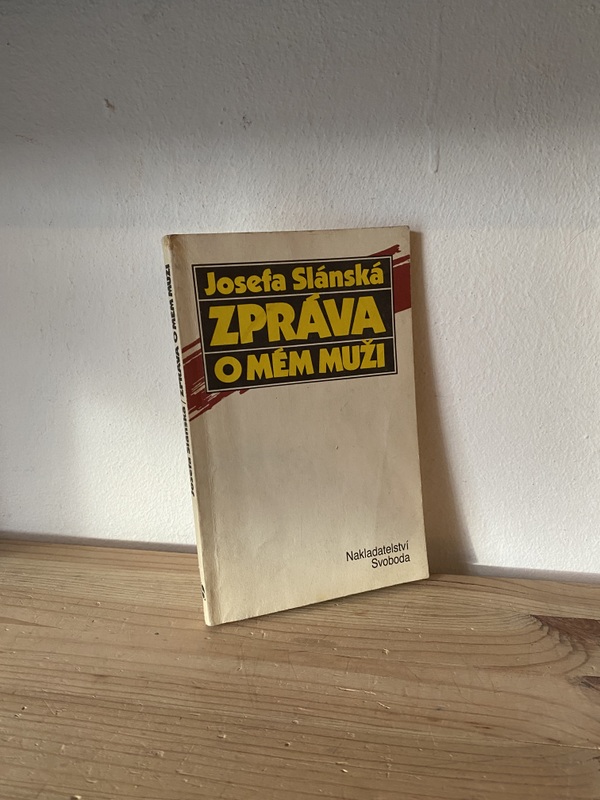 Josefa Slánská
ZPRÁVA
O MÉM MUŽI
Nakladatelství
Svoboda
Josefa Slánská / ZPRÁVA O MÉM MUŽI